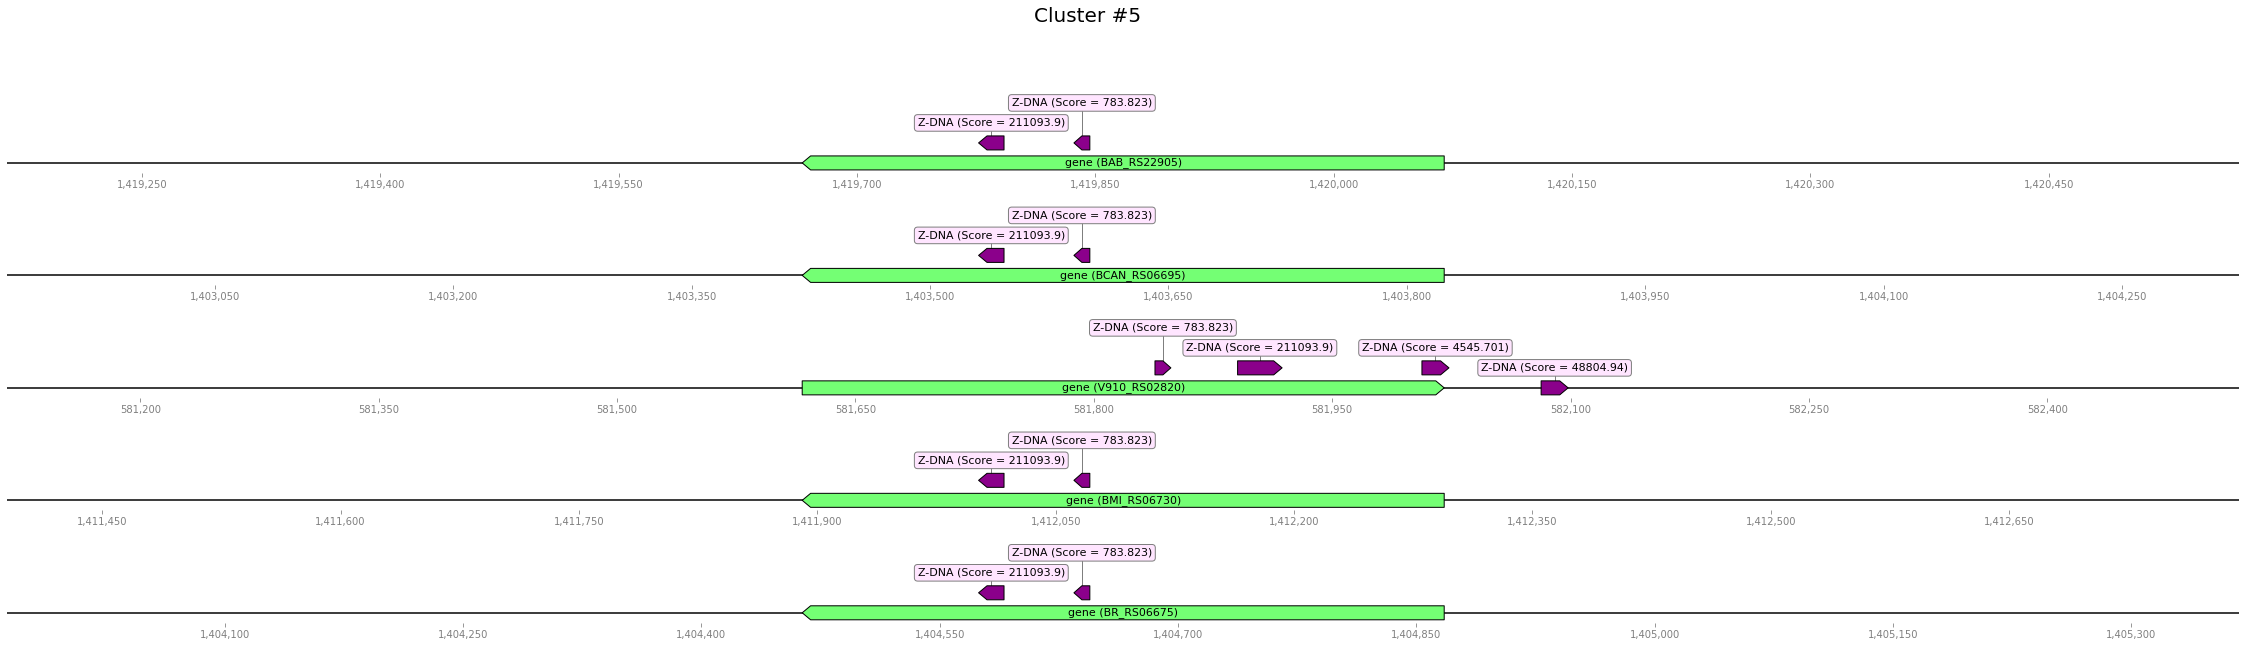 Cluster #5
Z-DNA (Score = 783.823)
Z-DNA (Score = 211093.9)
gene (BAB_RS22905)
1,419,250 1,419,400 1,419,550 1,419,700 1,419,850 1,420,000 1,420,150 1,420,300 1,420,450
Z-DNA (Score = 783.823)
Z-DNA (Score = 211093.9)
gene (BCAN_RS06695)
1,403,050 1,403,200 1,403,350 1,403,500 1,403,650 1,403,800 1,403,950 1,404,100 1,404,250
Z-DNA (Score = 783.823)
Z-DNA (Score = 211093.9) Z-DNA (Score = 4545.701)
Z-DNA (Score = 48804.94)
gene (V910_RS02820)
581,200 581,350 581,500 581,650 581,800 581,950 582,100 582,250 582,400
Z-DNA (Score = 783.823)
Z-DNA (Score = 211093.9)
gene (BMI_RS06730)
1,411,450 1,411,600 1,411,750 1,411,900 1,412,050 1,412,200 1,412,350 1,412,500 1,412,650
Z-DNA (Score = 783.823)
Z-DNA (Score = 211093.9)
gene (BR_RS06675)
1,404,100 1,404,250 1,404,400 1,404,550 1,404,700 1,404,850 1,405,000 1,405,150 1,405,300